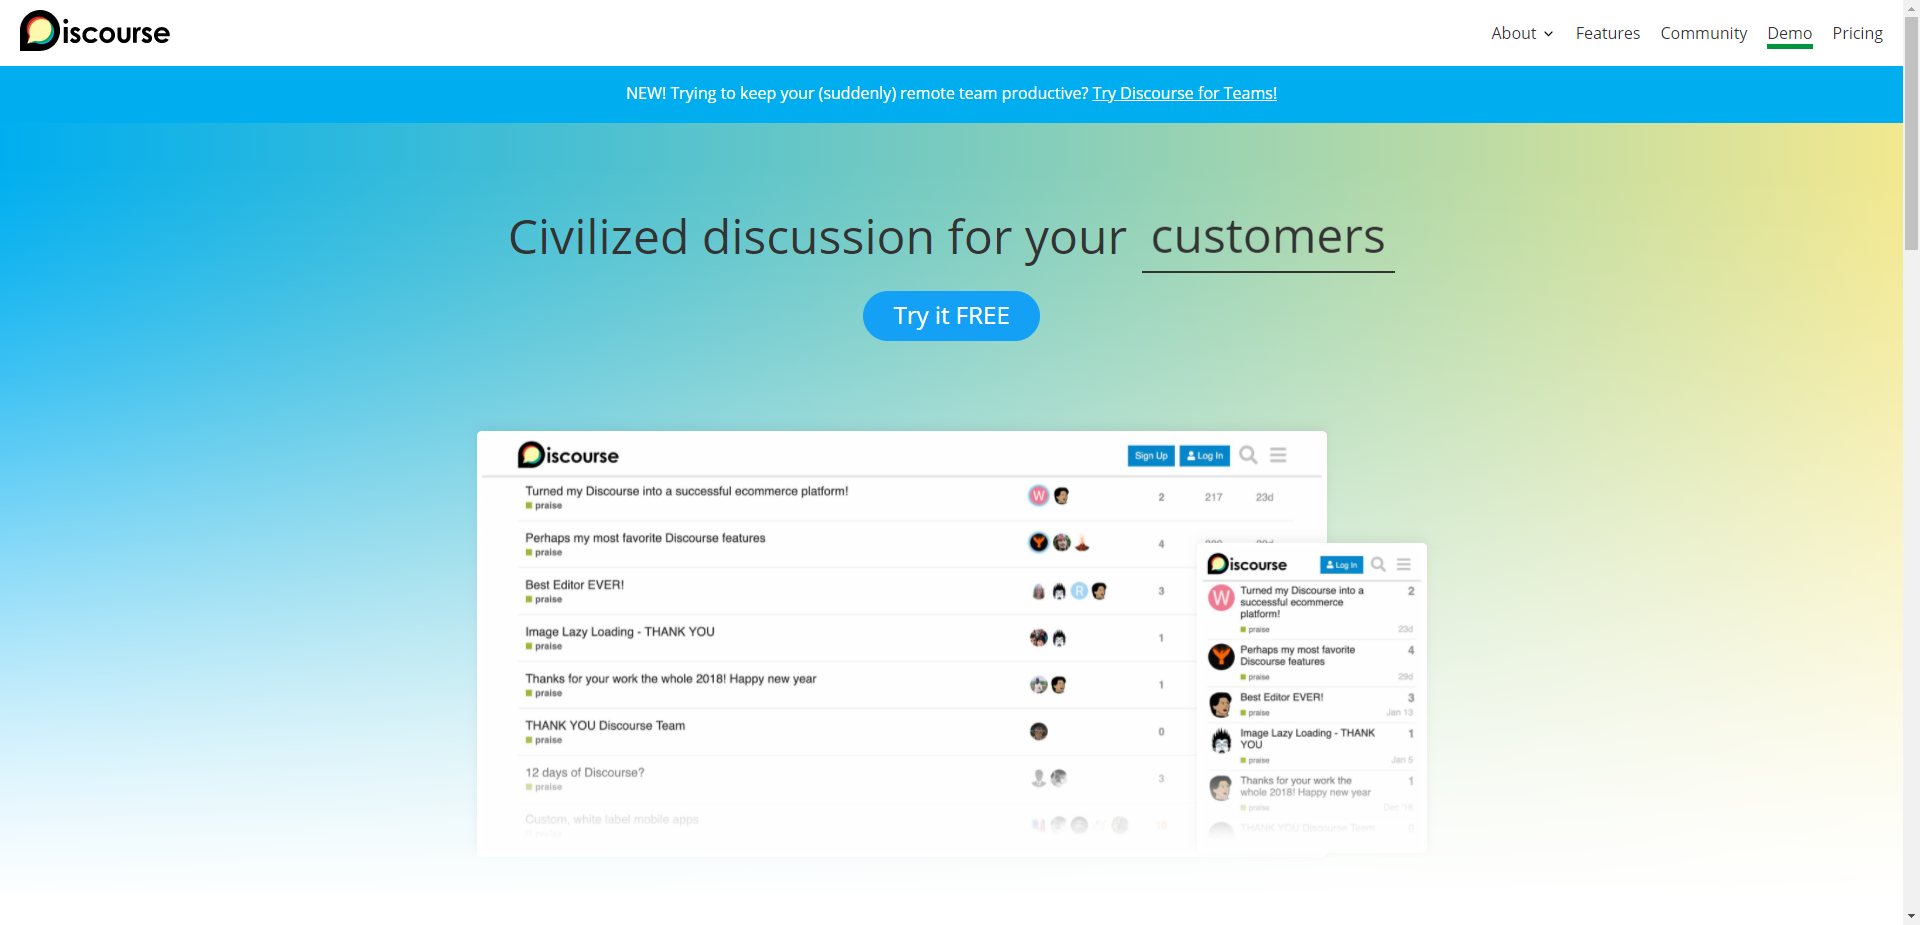 Discourse
About
Features
Community
Demo
Pricing
NEW! Trying to keep your (suddenly) remote team productive? Try Discourse for Teams!
Civilized discussion for your customers
Try it FREE
Discourse
Sign Up
Log In
Turned my Discourse into a successful ecommerce platform!
W
2
217
23d
praise
Perhaps my most favorite Discourse features
4
praise
Best Editor EVER!
R
3
praise
Image Lazy Loading - THANK YOU
1
praise
Thanks for your work the whole 2018! Happy new year
1
praise
THANK YOU Discourse Team
0
praise
12 days of Discourse?
3
praise
Custom, white label mobile apps
10
praise
Discourse
Log In
W
Turned my Discourse into a
2
successful ecommerce
platform!
praise
23d
Perhaps my most favorite
4
Discourse features
praise
29d
Best Editor EVER!
3
praise
Jan 13
Image Lazy Loading - THANK
1
YOU
praise
Jan 5
Thanks for your work the
1
whole 2018! Happy new year
praise
Dec '18
THANK YOU Discourse Team
0